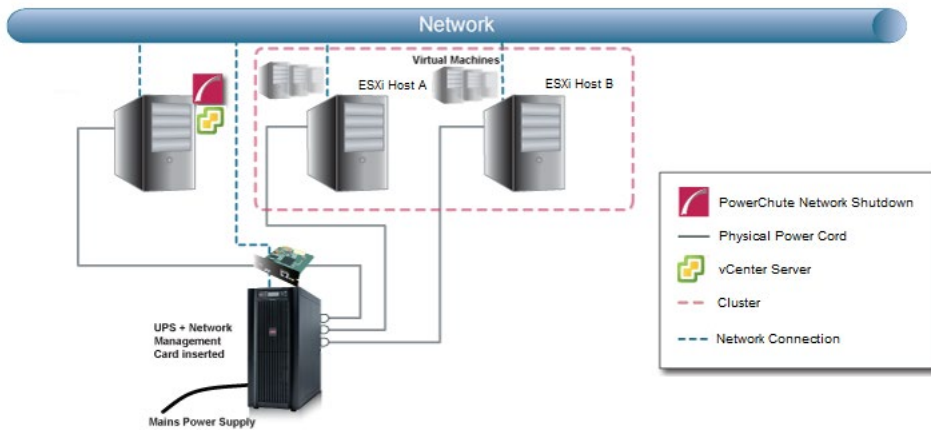 Network
Virtual Machines
ESXi Host A
ESXi Host B
PowerChute Network Shutdown
Physical Power Cord
vCenter Server
Cluster
Network Connection
UPS + Network
Management
Card inserted
Mains Power Supply